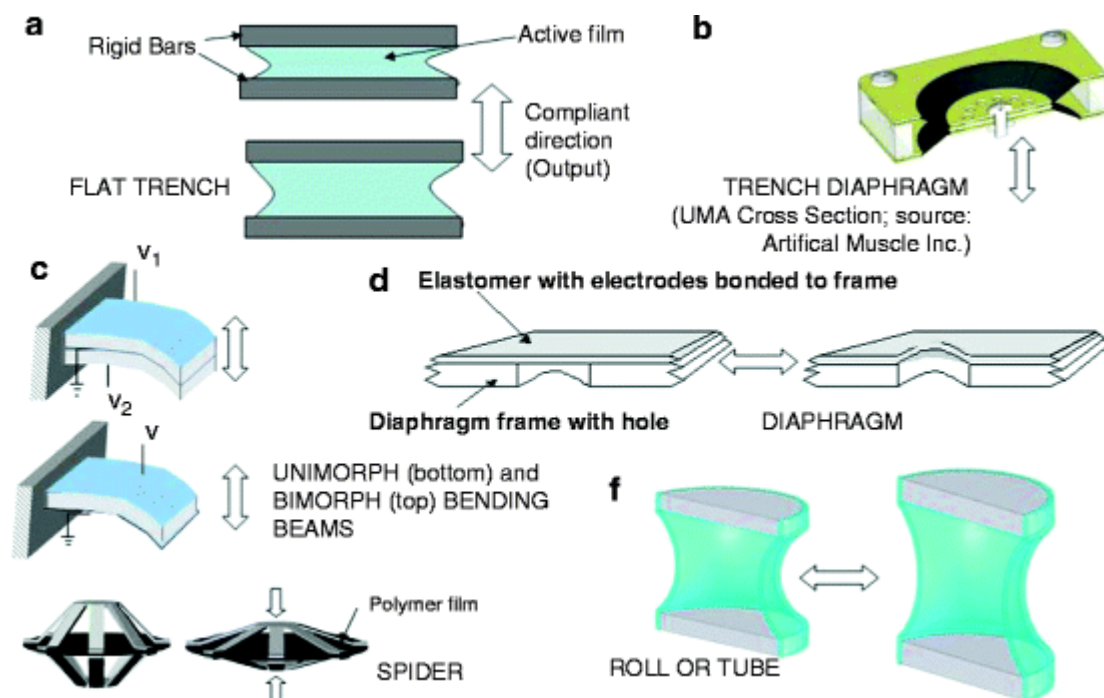 a
Rigid Bars
Active film
Compliant
direction
(Output)
FLAT TRENCH
b
TRENCH DIAPHRAGM
(UMA Cross Section; source:
Artifical Muscle Inc.)
c
V1
V2
V
UNIMORPH (bottom) and
BIMORPH (top) BENDING
BEAMS
d
Elastomer with electrodes bonded to frame
Diaphragm frame with hole
DIAPHRAGM
Polymer film
SPIDER
f
ROLL OR TUBE